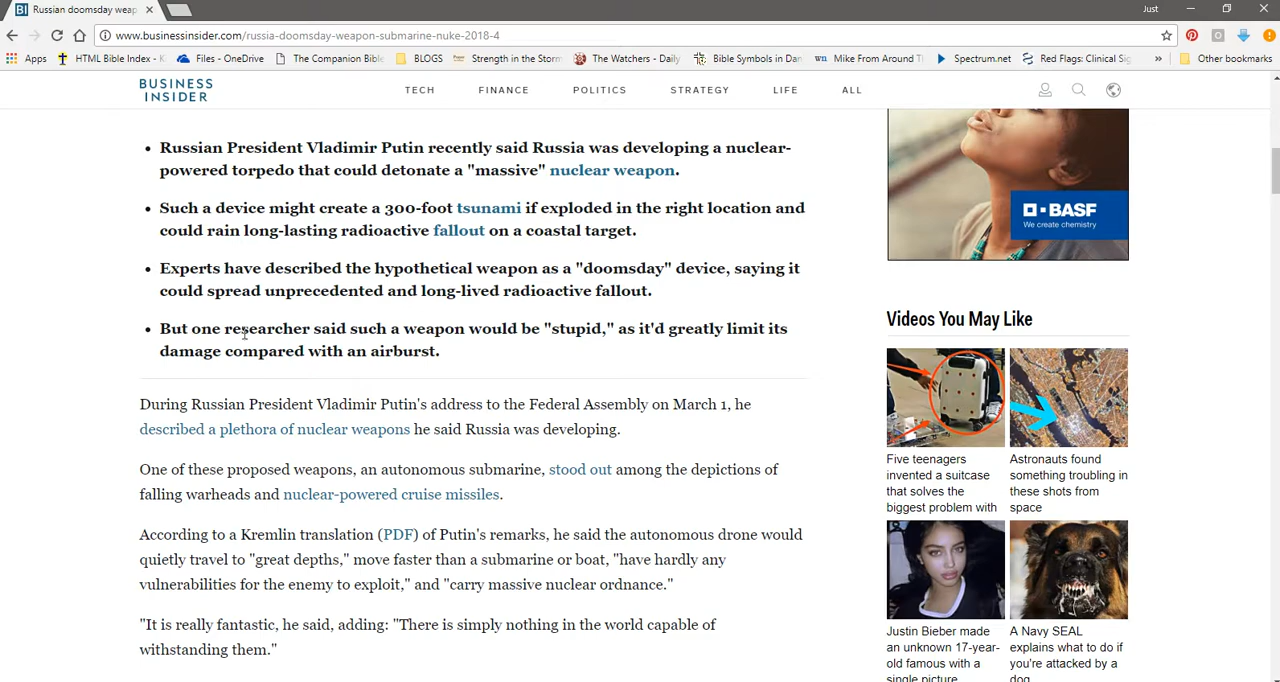 Russian doomsday weap
Just
www.businessinsider.com/russia-doomsday-weapon-submarine-nuke-2018-4
Apps
HTML Bible Index - K
Files - OneDrive
The Companion Bible
BLOGS
Strength in the Storm
The Watchers - Daily
Bible Symbols in Dan
Mike From Around Th
Spectrum.net
Red Flags: Clinical Sig
»
Other bookmarks
BUSINESS
INSIDER
TECH
FINANCE
POLITICS
STRATEGY
LIFE
ALL
• Russian President Vladimir Putin recently said Russia was developing a nuclear-
powered torpedo that could detonate a "massive" nuclear weapon.
• Such a device might create a 300-foot tsunami if exploded in the right location and
could rain long-lasting radioactive fallout on a coastal target.
• Experts have described the hypothetical weapon as a "doomsday" device, saying it
could spread unprecedented and long-lived radioactive fallout.
• But one researcher said such a weapon would be "stupid," as it'd greatly limit its
damage compared with an airburst.
During Russian President Vladimir Putin's address to the Federal Assembly on March 1, he
described a plethora of nuclear weapons he said Russia was developing.
One of these proposed weapons, an autonomous submarine, stood out among the depictions of
falling warheads and nuclear-powered cruise missiles.
According to a Kremlin translation (PDF) of Putin's remarks, he said the autonomous drone would
quietly travel to "great depths," move faster than a submarine or boat, "have hardly any
vulnerabilities for the enemy to exploit," and "carry massive nuclear ordnance."
"It is really fantastic, he said, adding: "There is simply nothing in the world capable of
withstanding them."
BASF
We create chemistry
Videos You May Like
Five teenagers
invented a suitcase
that solves the
biggest problem with
Astronauts found
something troubling in
these shots from
space
Justin Bieber made
an unknown 17-year-
old famous with a
single picture
A Navy SEAL
explains what to do if
you're attacked by a
dog